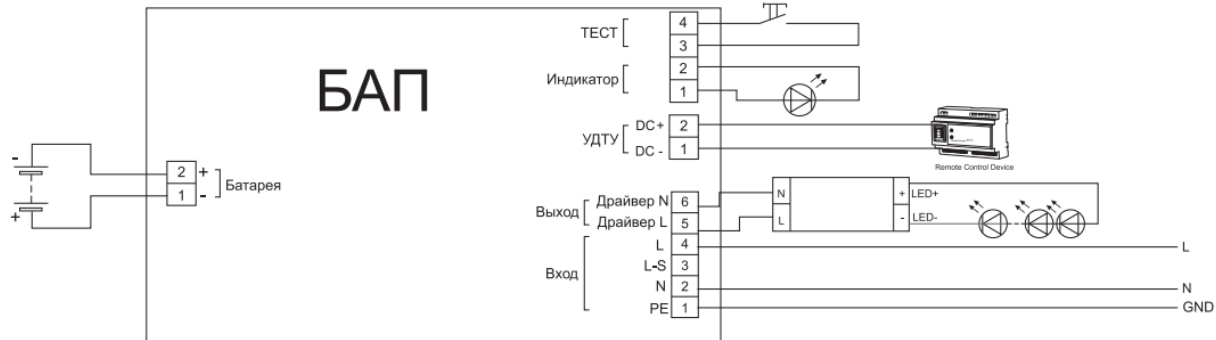 БАП
ТЕСТ
4
3
Индикатор
2
1
УДТУ
DC+
2
DC -
1
Remote Control Device
-
+
2
+
1
-
Батарея
Выход
Драйвер N
6
Драйвер L
5
N
L
+
LED+
-
LED-
Вход
L
4
L
L-S
3
N
2
N
PE
1
GND